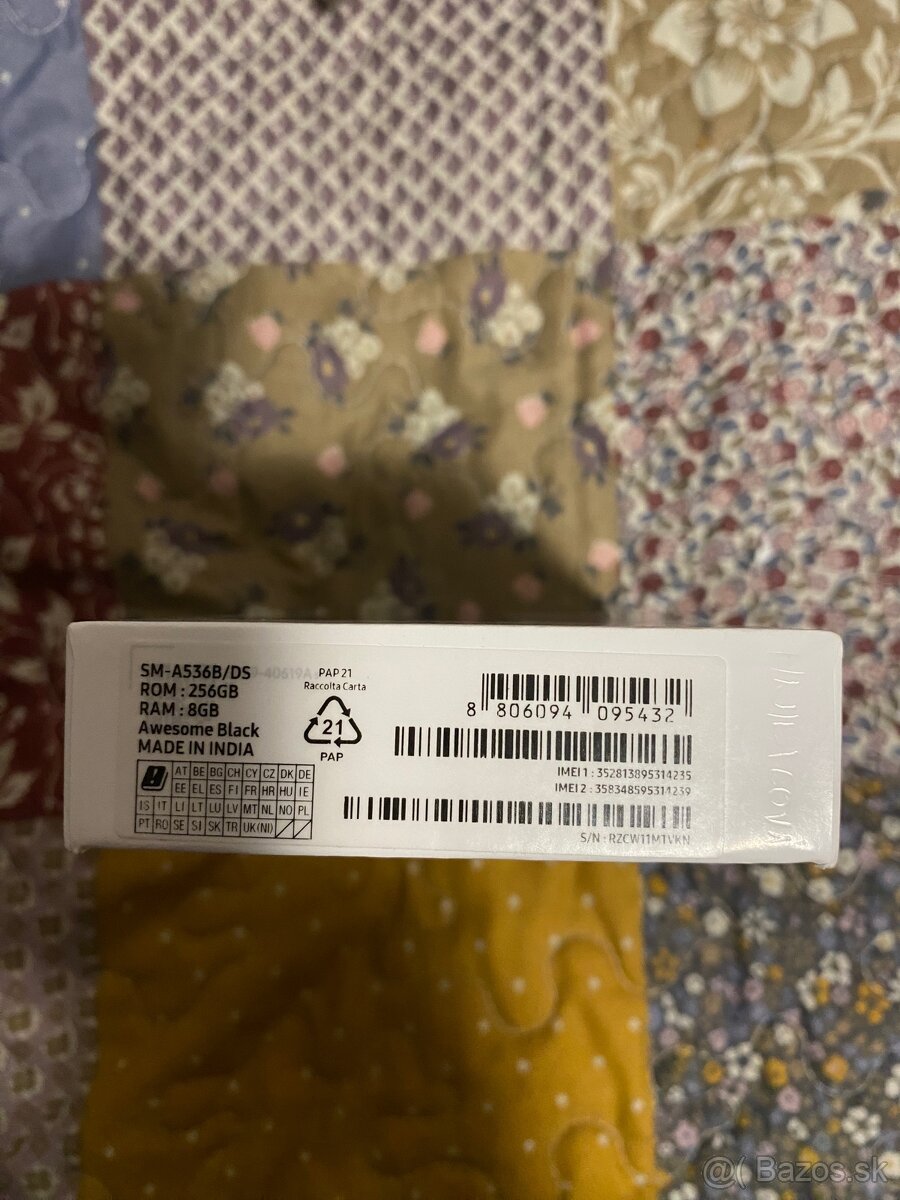 SM-A536B/DS
ROM : 256GB
RAM : 8GB
Awesome Black
MADE IN INDIA
AT BE BG CH CY CZ DK DE
EE EL ES FI FR HR HU IE
IS IT LI LT LU LV MT NL NO PL
PT RO SE SI SK TR UK(NI)
PAP 21
Raccolta Carta
21
PAP
8 806094 095432
IMEI 1 : 352813895314235
IMEI 2 : 358348595314239
S/N : RZCW11MTVKN
@( Bazos.sk